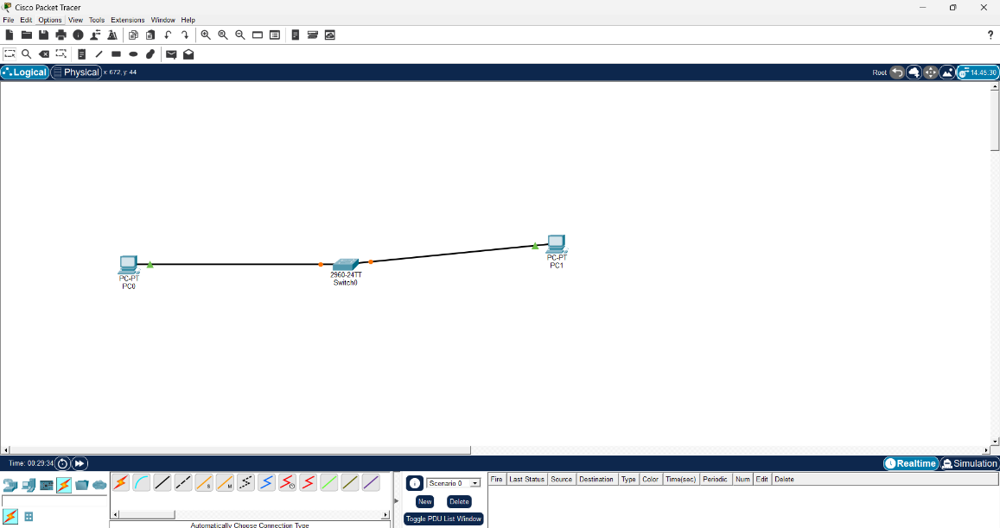 Cisco Packet Tracer
File Edit Options View Tools Extensions Window Help
?
Logical Physical x: 672, y: 44 Root 14:45:30
PC-PT
PC0
2960-24TT
Switch0
PC-PT
PC1
Time: 00:29:34 Realtime Simulation
S M
Automatically Choose Connection Type
Scenario 0
New Delete
Toggle PDU List Window
Fire Last Status Source Destination Type Color Time(sec) Periodic Num Edit Delete